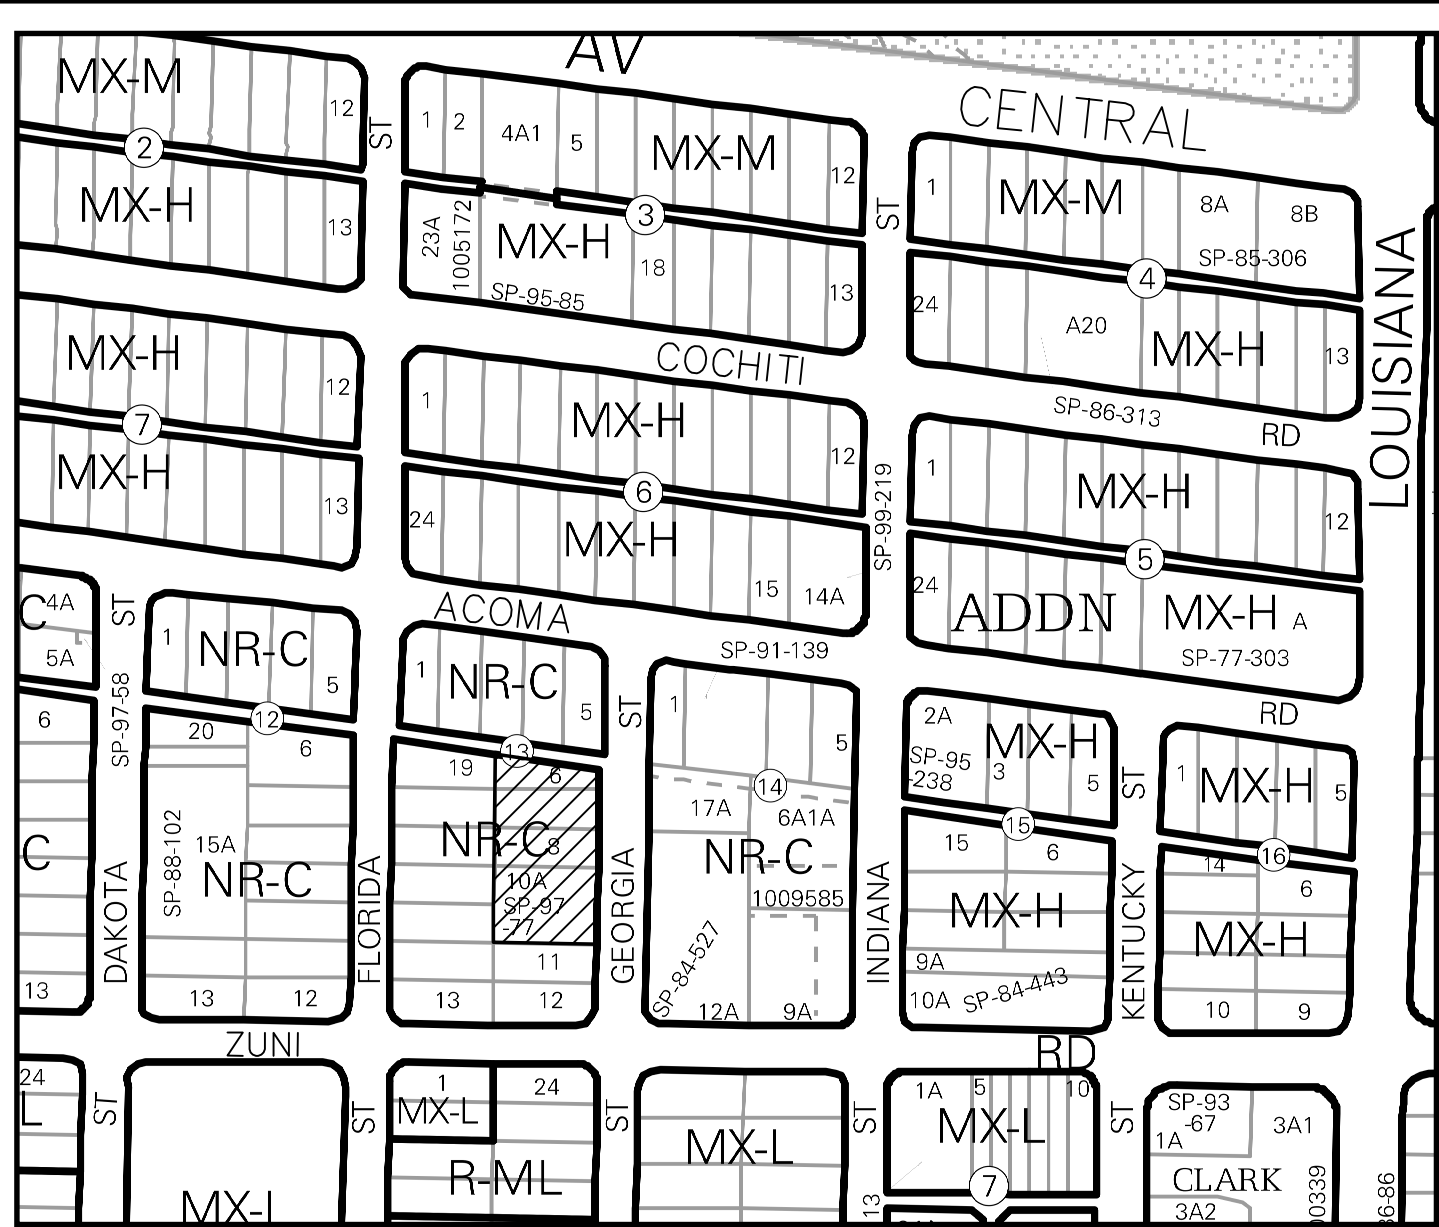 AV
CENTRAL
MX-M
12
ST
2
MX-H
13
1
2
4A1
5
MX-M
12
3
23A
1005172
MX-H
SP-95-85
18
13
ST
1
MX-M
8A
8B
SP-85-306
4
24
A20
MX-H
13
LOUISIANA
COCHITI
SP-86-313
RD
MX-H
12
7
MX-H
13
1
MX-H
12
6
24
MX-H
15
14A
SP-99-219
1
MX-H
12
5
24
ADDN
MX-H
A
SP-77-303
ACOMA
SP-91-139
RD
C
4A
5A
ST
SP-97-58
6
C
13
DAKOTA
1
NR-C
5
12
20
6
SP-88-102
15A
NR-C
13
12
FLORIDA
1
NR-C
5
13
19
6
NR-C
8
10A
SP-97
-77
11
13
12
ST
GEORGIA
1
5
14
17A
6A1A
NR-C
1009585
SP-84-527
12A
9A
INDIANA
2A
MX-H
SP-95
-238
3
5
15
15
6
MX-H
9A
10A
SP-84-443
ST
KENTUCKY
1
MX-H
5
16
14
6
MX-H
10
9
ZUNI
RD
24
L
ST
MX-L
ST
1
MX-L
24
R-ML
ST
MX-L
ST
13
1A
5
10
MX-L
7
ST
SP-93
-67
1A
3A1
CLARK
3A2
00339
86-86